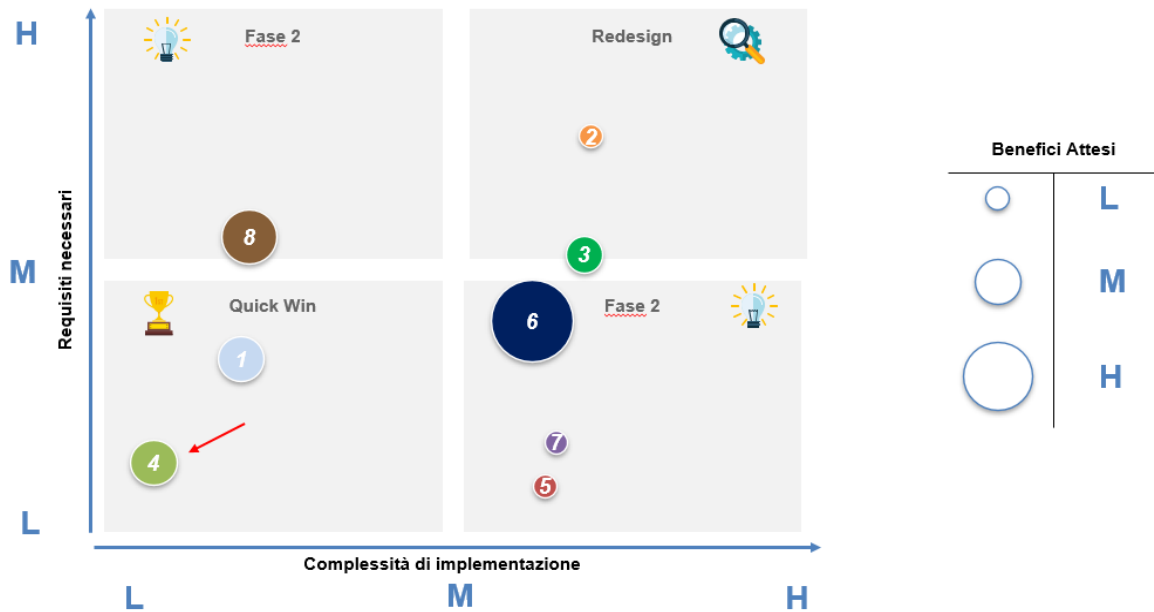 H
Fase 2
Redesign
2
Benefici Attesi
L
8
3
Requisiti necessari
M
M
Quick Win
Fase 2
6
1
H
7
4
5
L
Complessità di implementazione
L
M
H